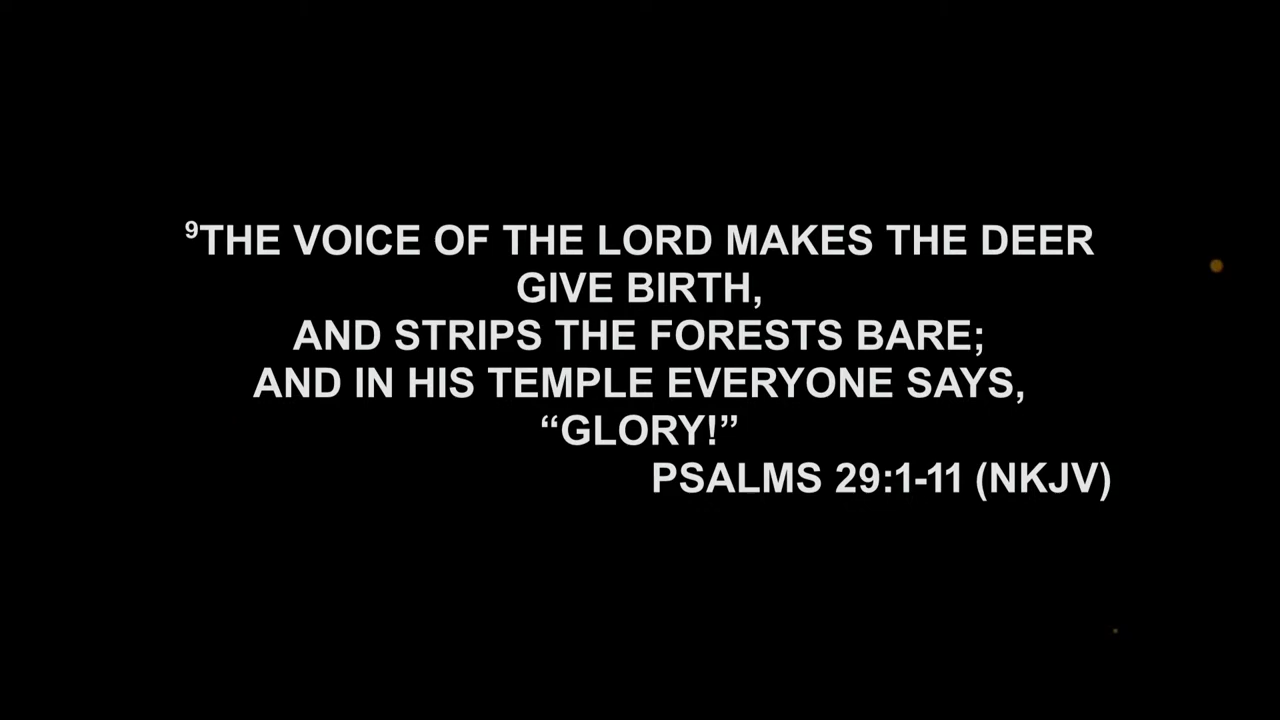 ⁹THE VOICE OF THE LORD MAKES THE DEER
GIVE BIRTH,
AND STRIPS THE FORESTS BARE;
AND IN HIS TEMPLE EVERYONE SAYS,
“GLORY!”
PSALMS 29:1-11 (NKJV)